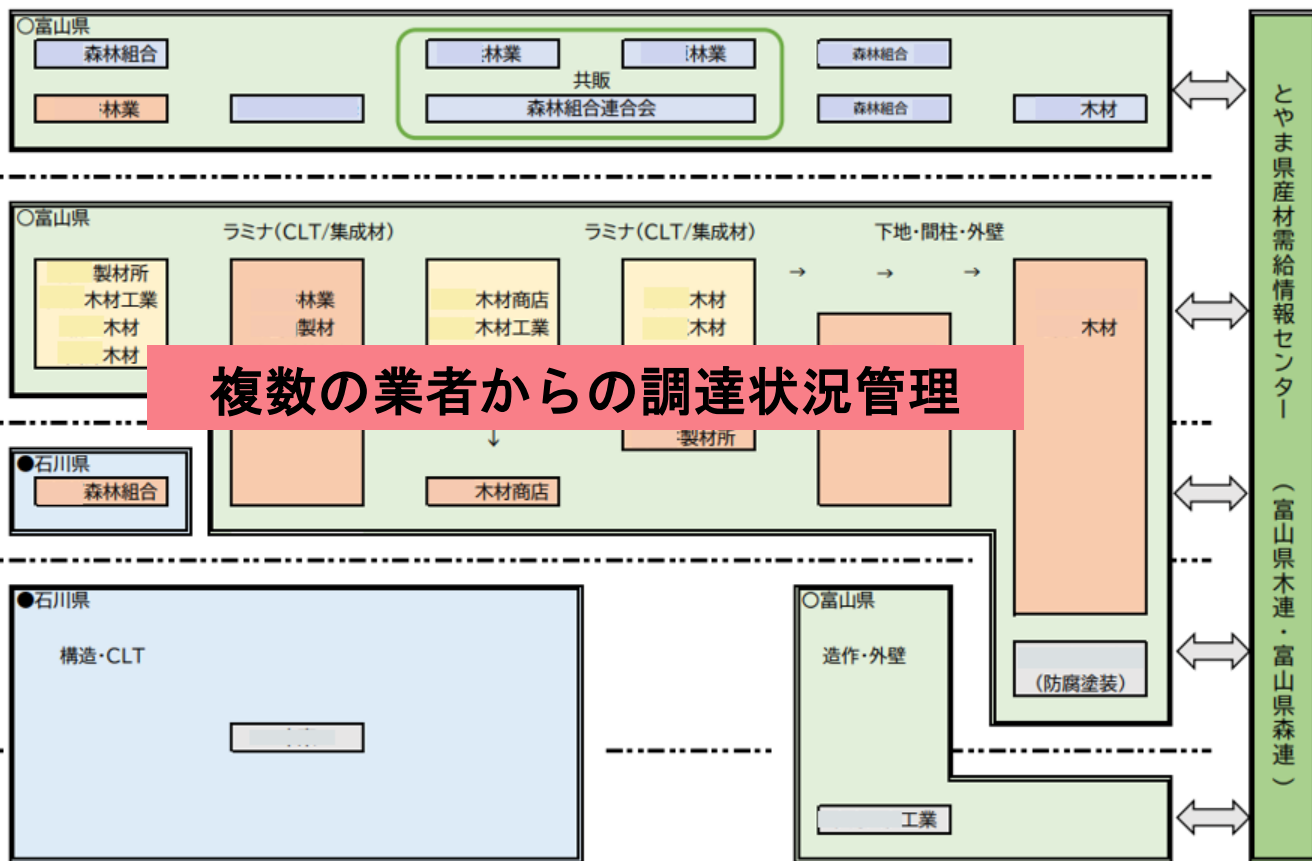 ○富山県
森林組合
林業
林業
森林組合
共販
林業
森林組合連合会
森林組合
木材
○富山県
ラミナ(CLT/集成材)
ラミナ(CLT/集成材)
下地・間柱・外壁
製材所
木材工業
木材
木材
林業
製材
木材商店
木材工業
木材
木材
→
→
→
木材
複数の業者からの調達状況管理
↓
製材所
木材商店
●石川県
森林組合
●石川県
構造・CLT
○富山県
造作・外壁
(防腐塗装)
工業
とやま県産材需給情報センター
(富山県木連・富山県森連)